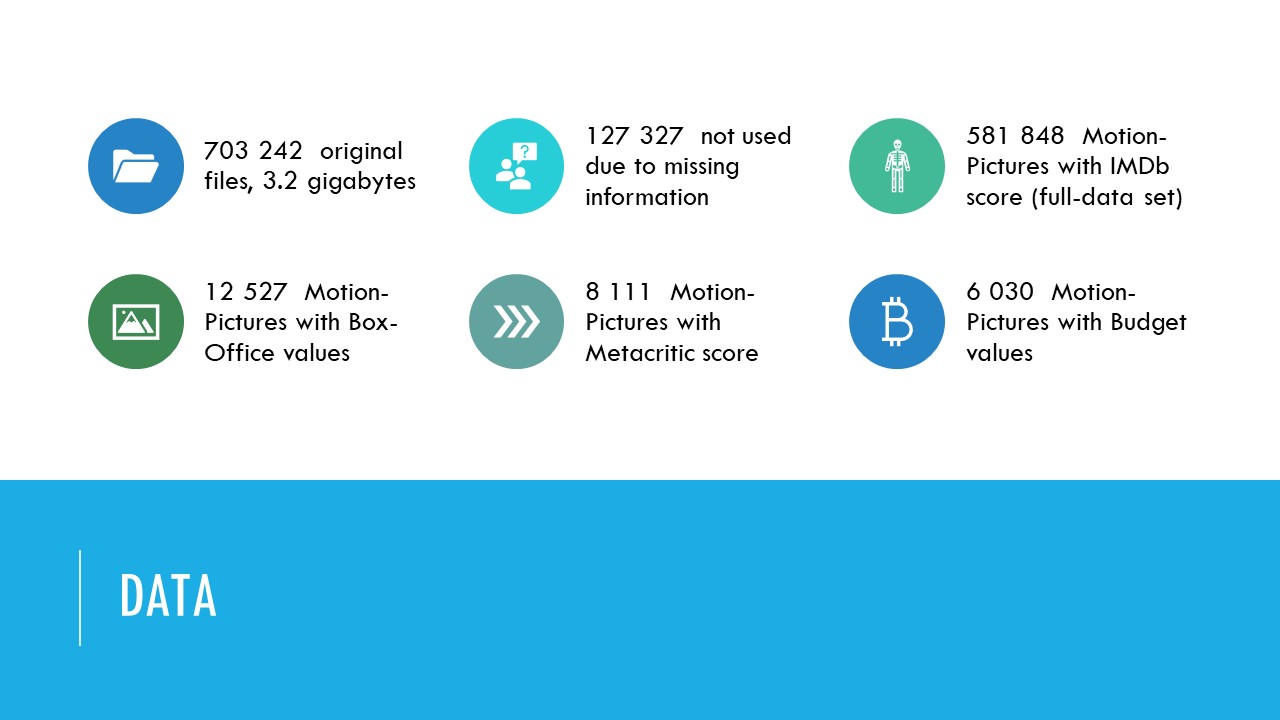 703 242 original
files, 3.2 gigabytes
127 327 not used
due to missing
information
581 848 Motion-
Pictures with IMDb
score (full-data set)
12 527 Motion-
Pictures with Box-
Office values
8 111 Motion-
Pictures with
Metacritic score
6 030 Motion-
Pictures with Budget
values
DATA